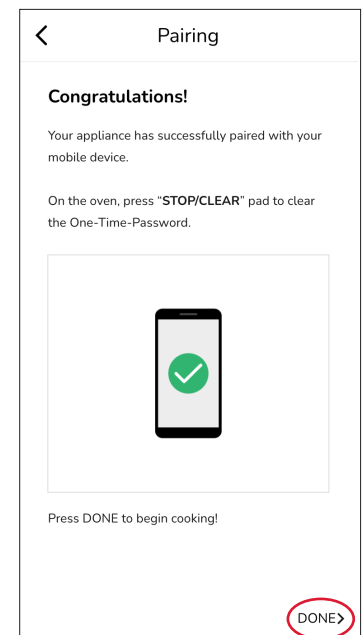 Pairing
Congratulations!
Your appliance has successfully paired with your
mobile device.
On the oven, press “STOP/CLEAR” pad to clear
the One-Time-Password.
Press DONE to begin cooking!
DONE